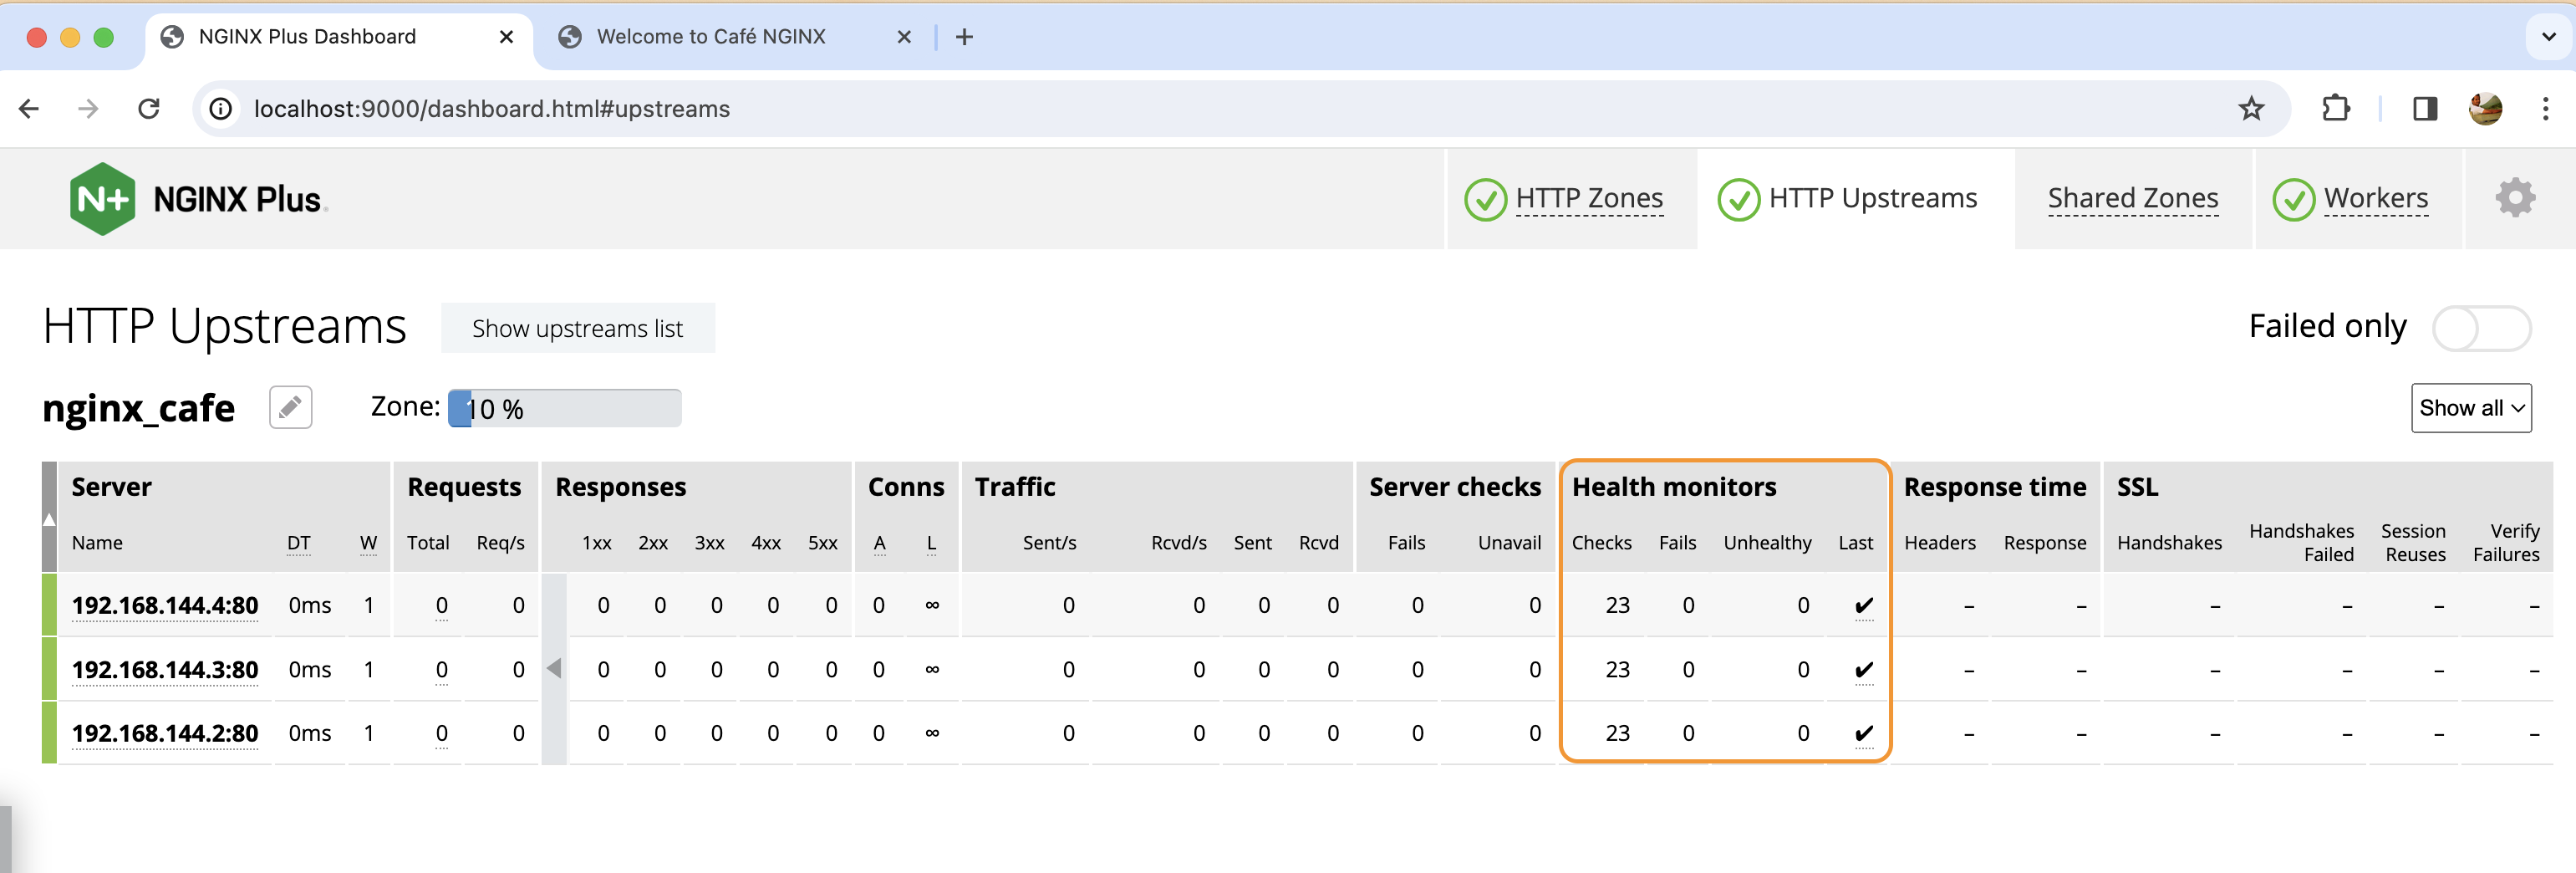 NGINX Plus Dashboard
Welcome to Café NGINX
localhost:9000/dashboard.html#upstreams
N+ NGINX Plus
HTTP Zones
HTTP Upstreams
Shared Zones
Workers
HTTP Upstreams
Show upstreams list
Failed only
nginx_cafe
Zone: 10 %
Show all
Server Requests Responses Conns Traffic Server checks Health monitors Response time SSL
Name DT W Total Req/s 1xx 2xx 3xx 4xx 5xx A L Sent/s Rcvd/s Sent Rcvd Fails Unavail Checks Fails Unhealthy Last Headers Response Handshakes Handshakes Failed Session Reuses Verify Failures
192.168.144.4:80 0ms 1 0 0 0 0 0 0 0 0 ∞ 0 0 0 0 0 0 23 0 0 ✔ – – – – – –
192.168.144.3:80 0ms 1 0 0 0 0 0 0 0 0 ∞ 0 0 0 0 0 0 23 0 0 ✔ – – – – – –
192.168.144.2:80 0ms 1 0 0 0 0 0 0 0 0 ∞ 0 0 0 0 0 0 23 0 0 ✔ – – – – – –